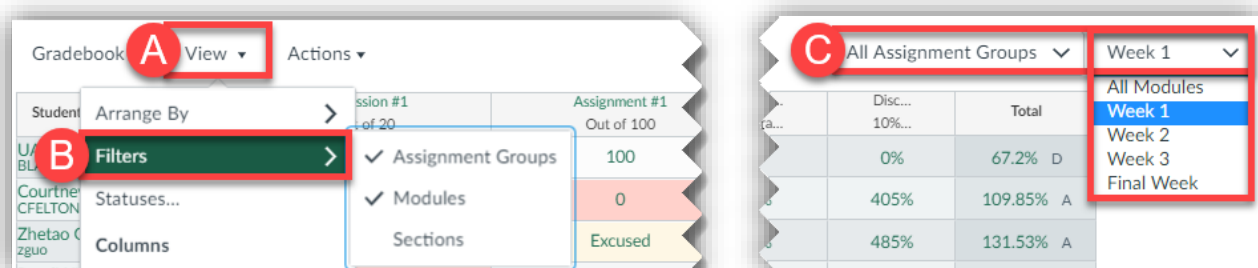 Gradebook A View ▾ Actions ▾
Student
ssion #1
of 20
Assignment #1
Out of 100
Arrange By
UA
BLA
B Filters
✓ Assignment Groups
100
Courtney
CFELTON
Statuses...
✓ Modules
0
Zhetao G
zguo
Columns
Sections
Excused
C All Assignment Groups
Week 1
All Modules
Week 1
Week 2
Week 3
Final Week
Disc...
10%...
Total
0% 67.2% D
405% 109.85% A
485% 131.53% A